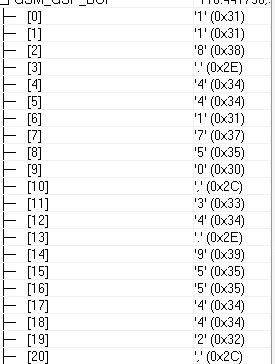 [0] '1' (0x31)
[1] '1' (0x31)
[2] '8' (0x38)
[3] '.' (0x2E)
[4] '4' (0x34)
[5] '4' (0x34)
[6] '1' (0x31)
[7] '7' (0x37)
[8] '5' (0x35)
[9] '0' (0x30)
[10] ',' (0x2C)
[11] '3' (0x33)
[12] '4' (0x34)
[13] '.' (0x2E)
[14] '9' (0x39)
[15] '5' (0x35)
[16] '5' (0x35)
[17] '4' (0x34)
[18] '4' (0x34)
[19] '2' (0x32)
[20] ',' (0x2C)